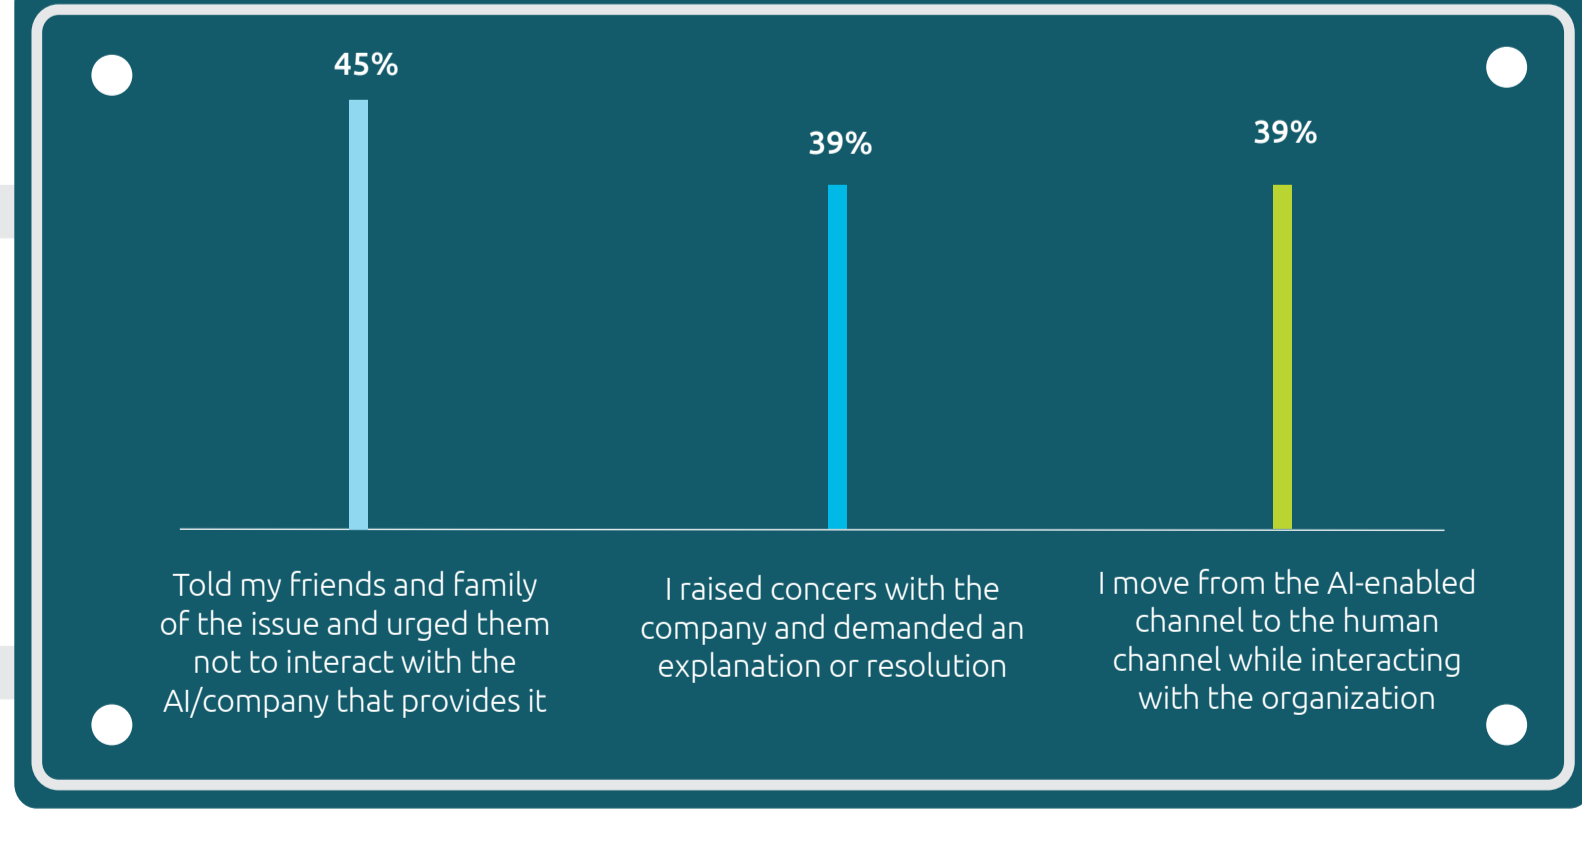 45%
39%
39%
Told my friends and family
of the issue and urged them
not to interact with the
AI/company that provides it
I raised concers with the
company and demanded an
explanation or resolution
I move from the AI-enabled
channel to the human
channel while interacting
with the organization